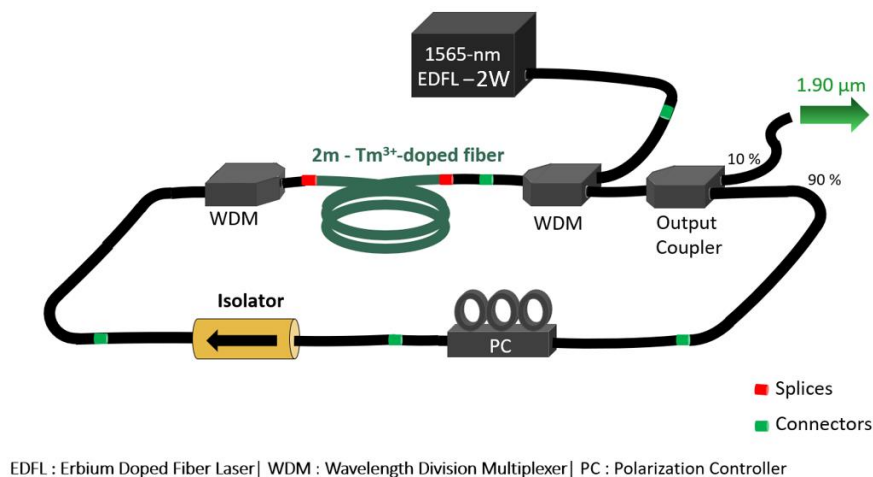 1565-nm
EDFL – 2W
1.90 µm
2m - Tm³⁺-doped fiber
10 %
90 %
WDM
WDM
Output
Coupler
Isolator
PC
Splices
Connectors
EDFL : Erbium Doped Fiber Laser| WDM : Wavelength Division Multiplexer| PC : Polarization Controller